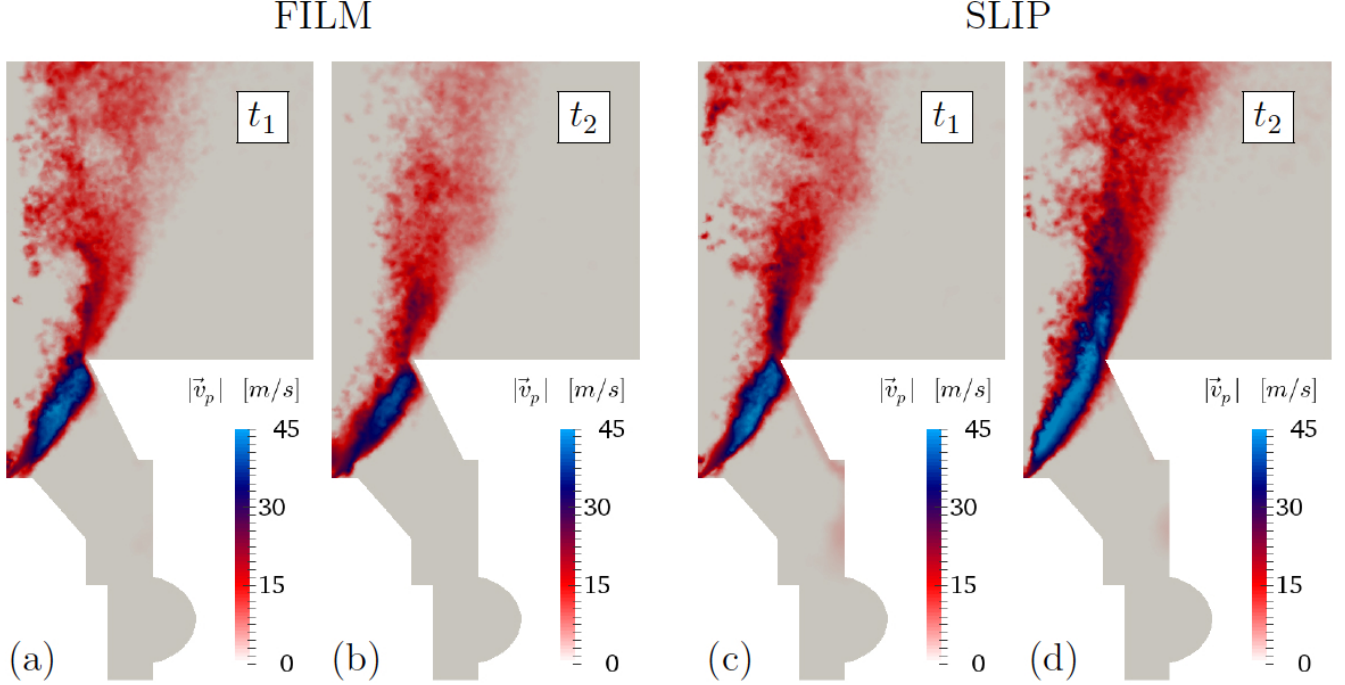 FILM
SLIP
t₁
t₂
t₁
t₂
|v⃗ₚ| [m/s]
45
30
15
0
|v⃗ₚ| [m/s]
45
30
15
0
|v⃗ₚ| [m/s]
45
30
15
0
|v⃗ₚ| [m/s]
45
30
15
0
(a)
(b)
(c)
(d)